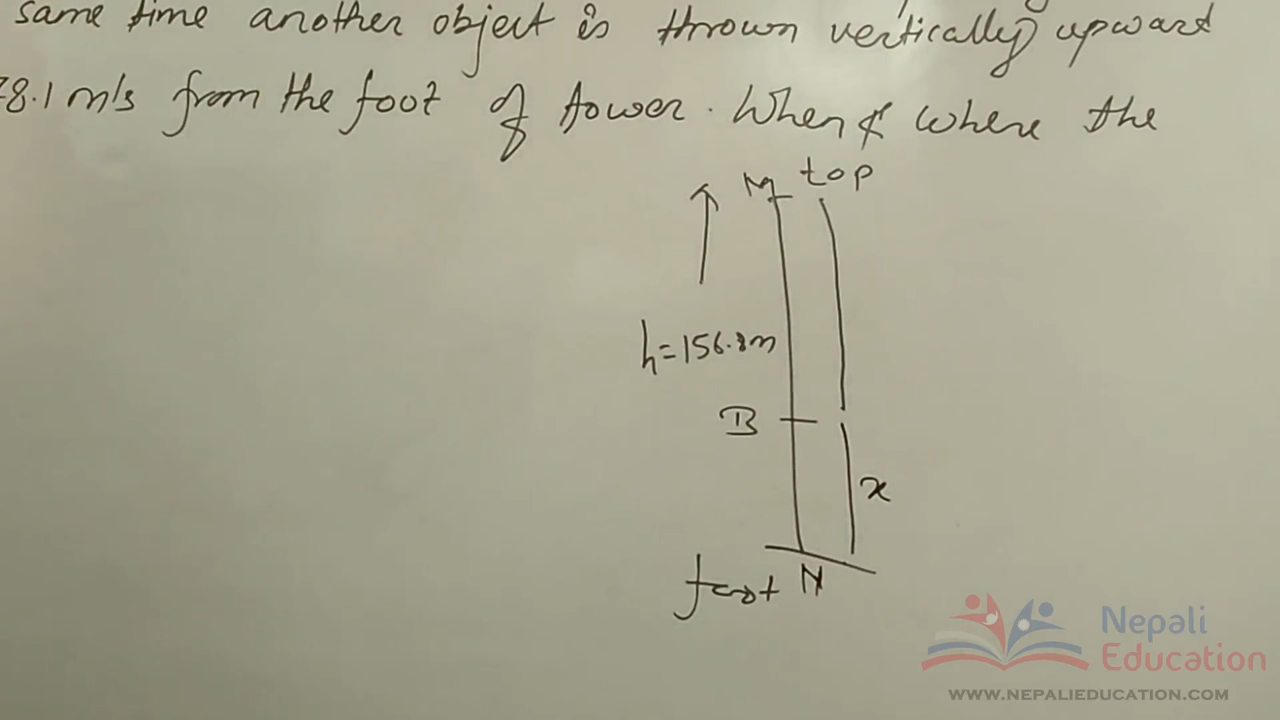 same time another object is thrown vertically upward
78.1 m/s from the foot of tower. When & where the
M top
h=156.8m
B
x
foot N
Nepali
Education
WWW.NEPALIEDUCATION.COM